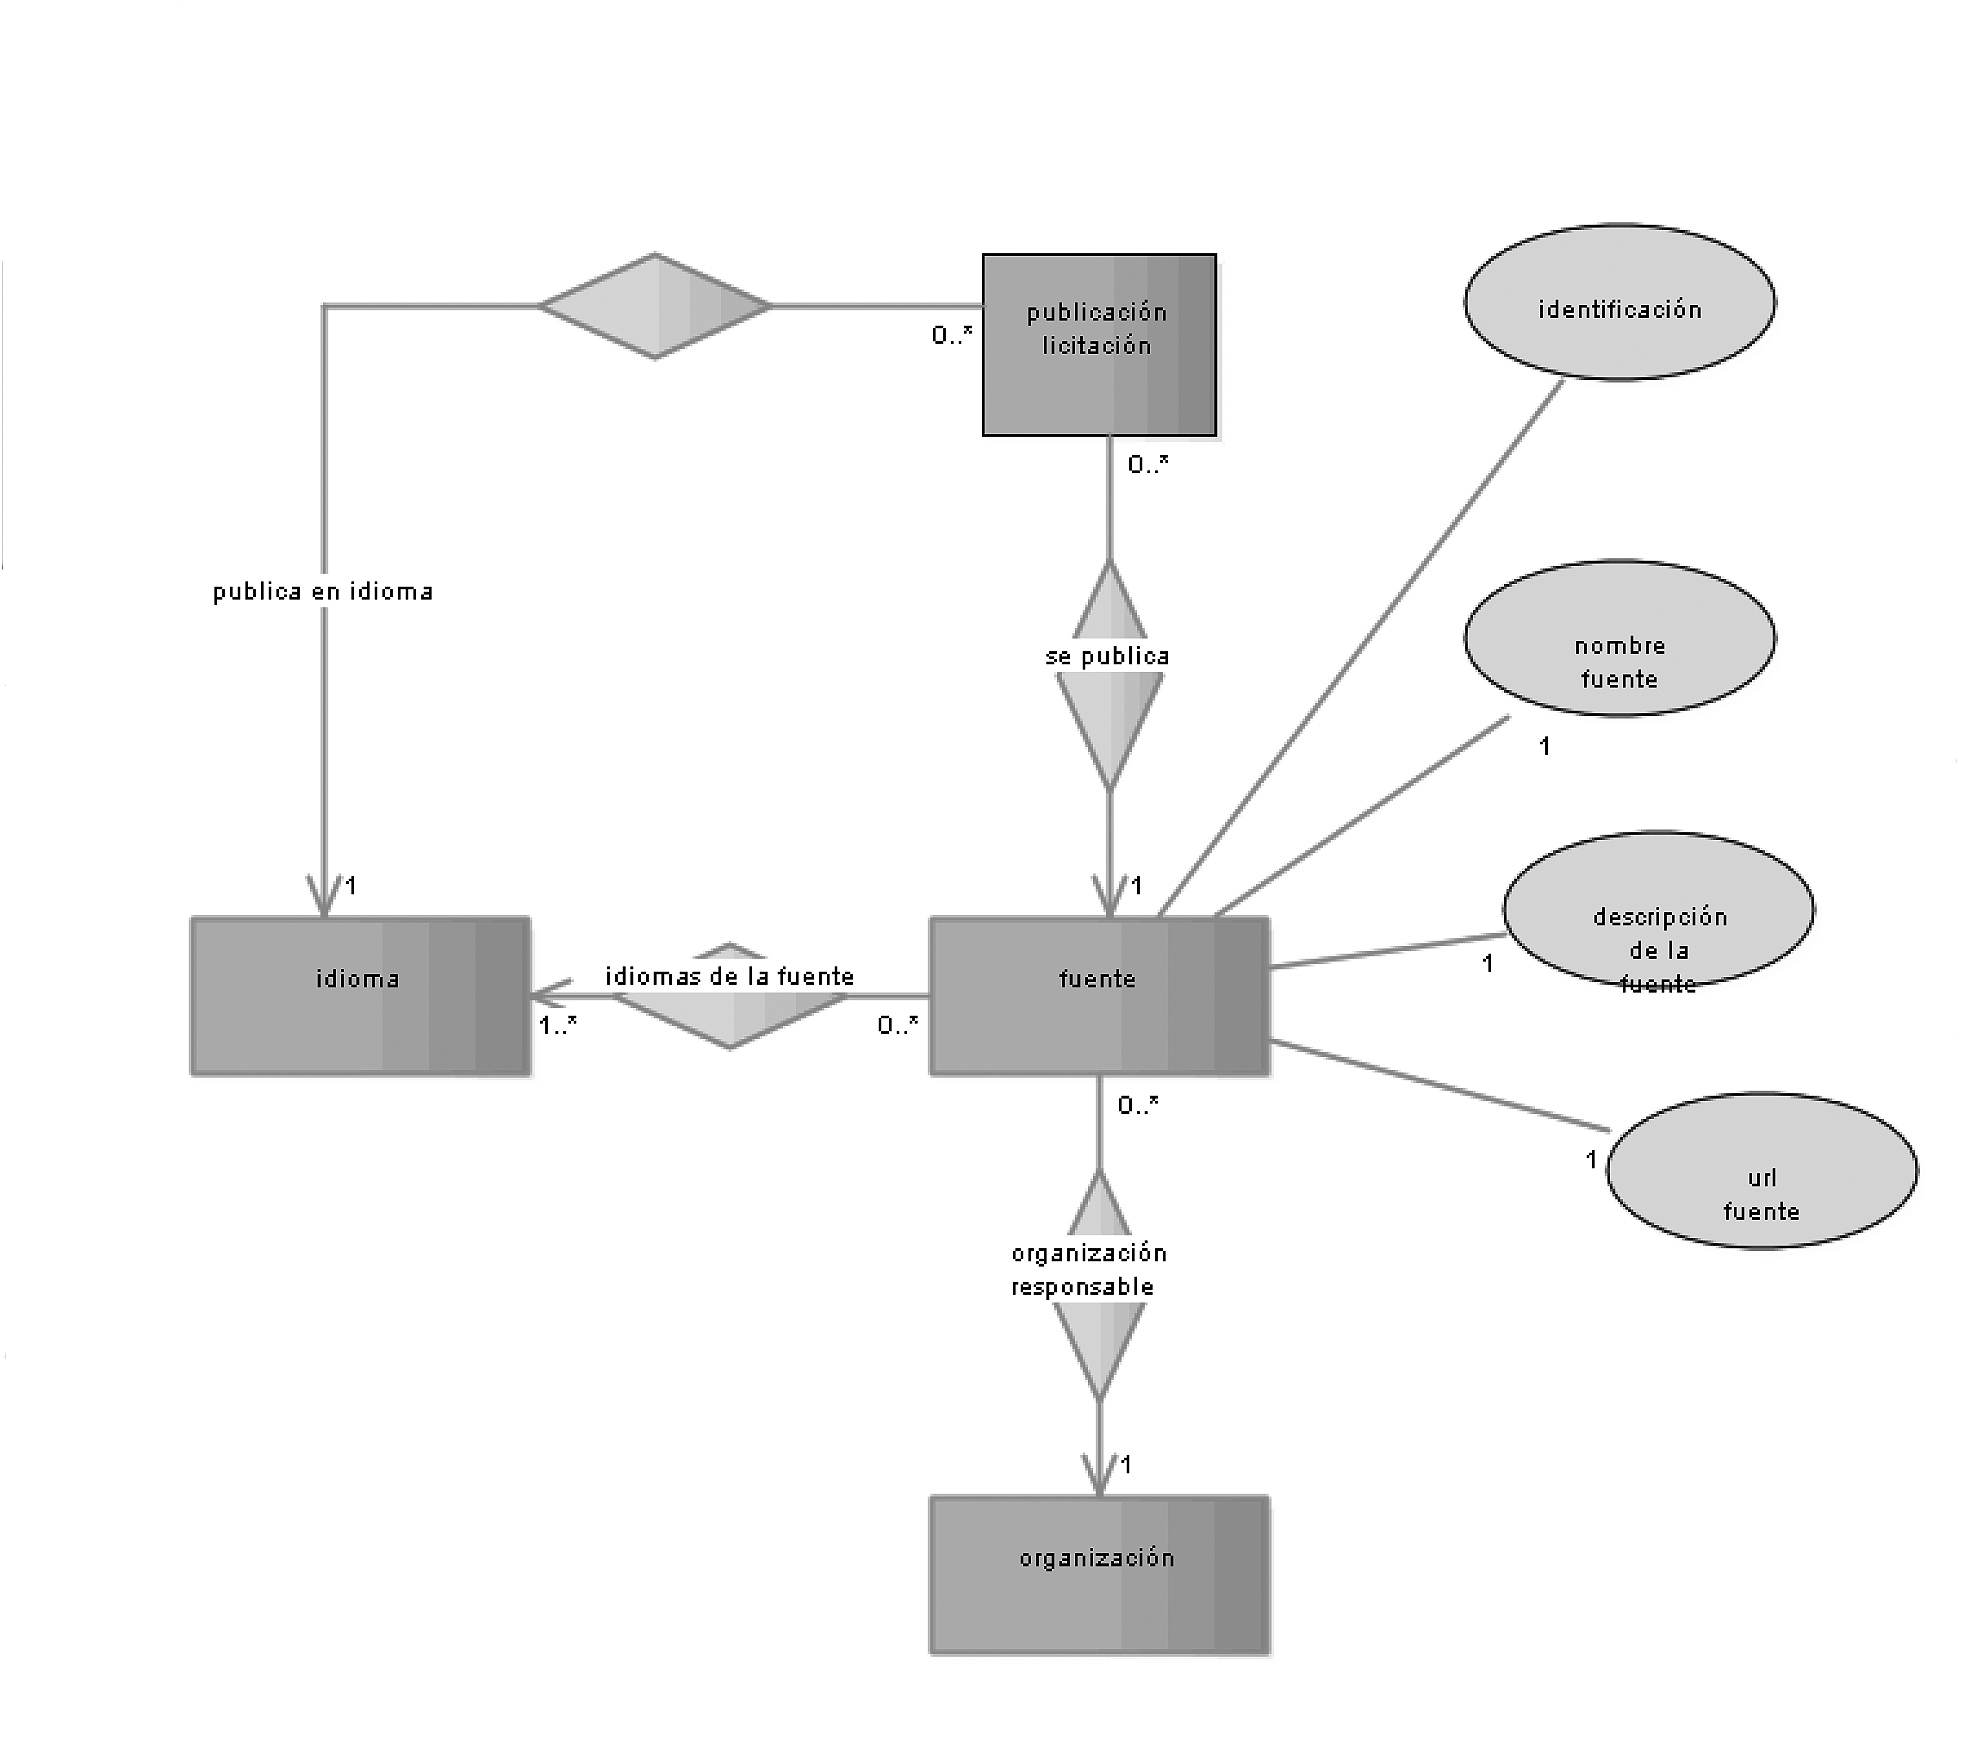 identificación
publicación
licitación
0..*
0..*
publica en idioma
se publica
nombre
fuente
1
1
1
descripción
de la
fuente
1
idioma
idiomas de la fuente
fuente
1..*
0..*
0..*
1
url
fuente
organización
responsable
1
organización